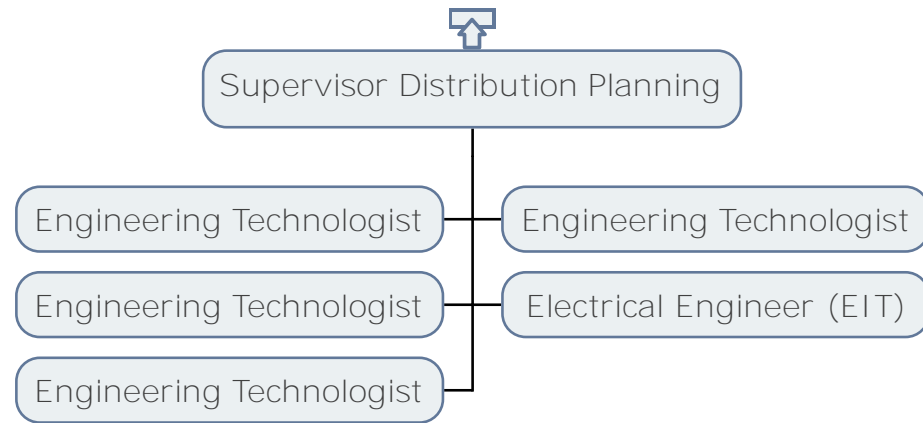 Supervisor Distribution Planning
Engineering Technologist
Engineering Technologist
Engineering Technologist
Electrical Engineer (EIT)
Engineering Technologist